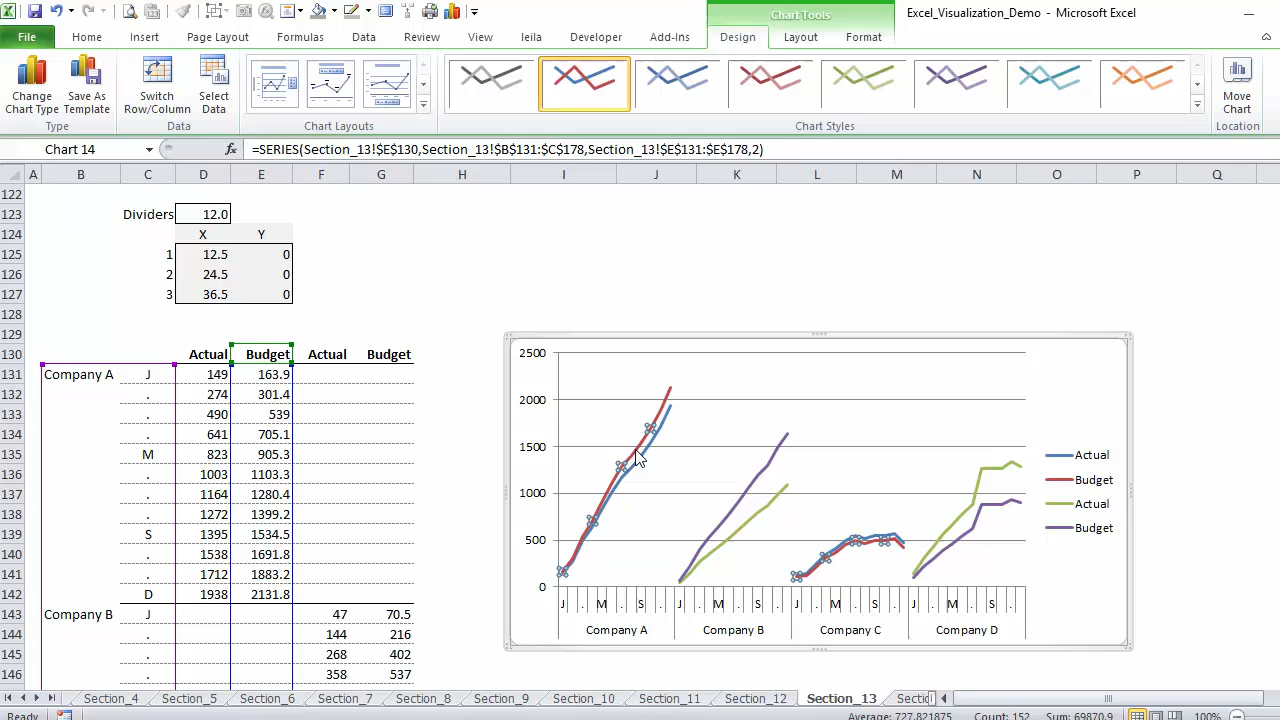 Chart Tools
Excel_Visualization_Demo - Microsoft Excel
File Home Insert Page Layout Formulas Data Review View leila Developer Add-Ins Design Layout Format
Change Chart Type
Save As Template
Switch Row/Column
Select Data
Move Chart
Type Data Chart Layouts Chart Styles Location
Chart 14 fx =SERIES(Section_13!$E$130,Section_13!$B$131:$C$178,Section_13!$E$131:$E$178,2)
A B C D E F G H I J K L M N O P Q
122
123 Dividers 12.0
124 X Y
125 1 12.5 0
126 2 24.5 0
127 3 36.5 0
128
129
130 Actual Budget Actual Budget
131 Company A J 149 163.9
132 . 274 301.4
133 . 490 539
134 . 641 705.1
135 M 823 905.3
136 . 1003 1103.3
137 . 1164 1280.4
138 . 1272 1399.2
139 S 1395 1534.5
140 . 1538 1691.8
141 . 1712 1883.2
142 D 1938 2131.8
143 Company B J 47 70.5
144 . 144 216
145 . 268 402
146 . 358 537
2500
2000
1500
1000
500
0
J . M . S . J . M . S . J . M . S . J . M . S .
Company A Company B Company C Company D
Actual
Budget
Actual
Budget
Section_4 Section_5 Section_6 Section_7 Section_8 Section_9 Section_10 Section_11 Section_12 Section_13 Sectio
Ready Average: 727.821875 Count: 152 Sum: 69870.9 100%